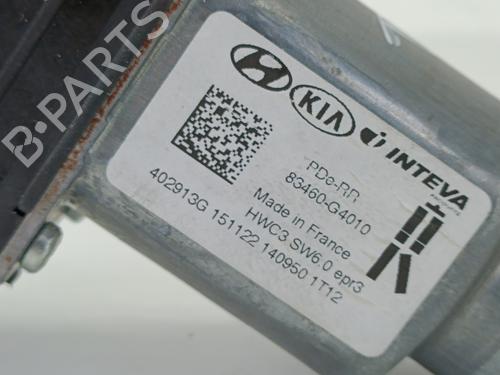 B-PARTS
KIA
INTEVA
PDe-RR
83460-G4010
Made in France
HWC3 SW6.0 epr3
402913G 151122 140950 1T12